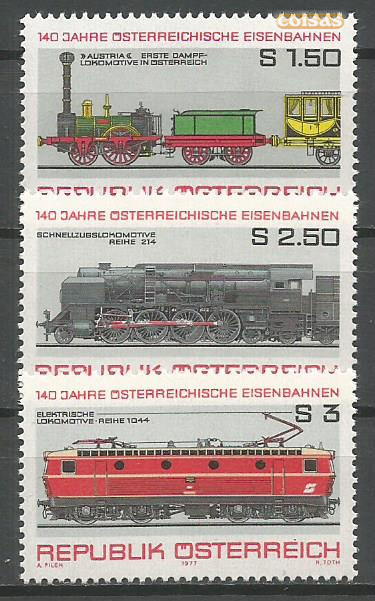 coisas
140 JAHRE ÖSTERREICHISCHE EISENBAHNEN
»AUSTRIA« ERSTE DAMPF-
LOKOMOTIVE IN ÖSTERREICH
S 1.50
REPUBLIK ÖSTERREICH
140 JAHRE ÖSTERREICHISCHE EISENBAHNEN
SCHNELLZUGSLOKOMOTIVE
REIHE 214
S 2.50
REPUBLIK ÖSTERREICH
140 JAHRE ÖSTERREICHISCHE EISENBAHNEN
ELEKTRISCHE
LOKOMOTIVE · REIHE 1044
S 3
REPUBLIK ÖSTERREICH
A. PILCH 1977 R. TOTH